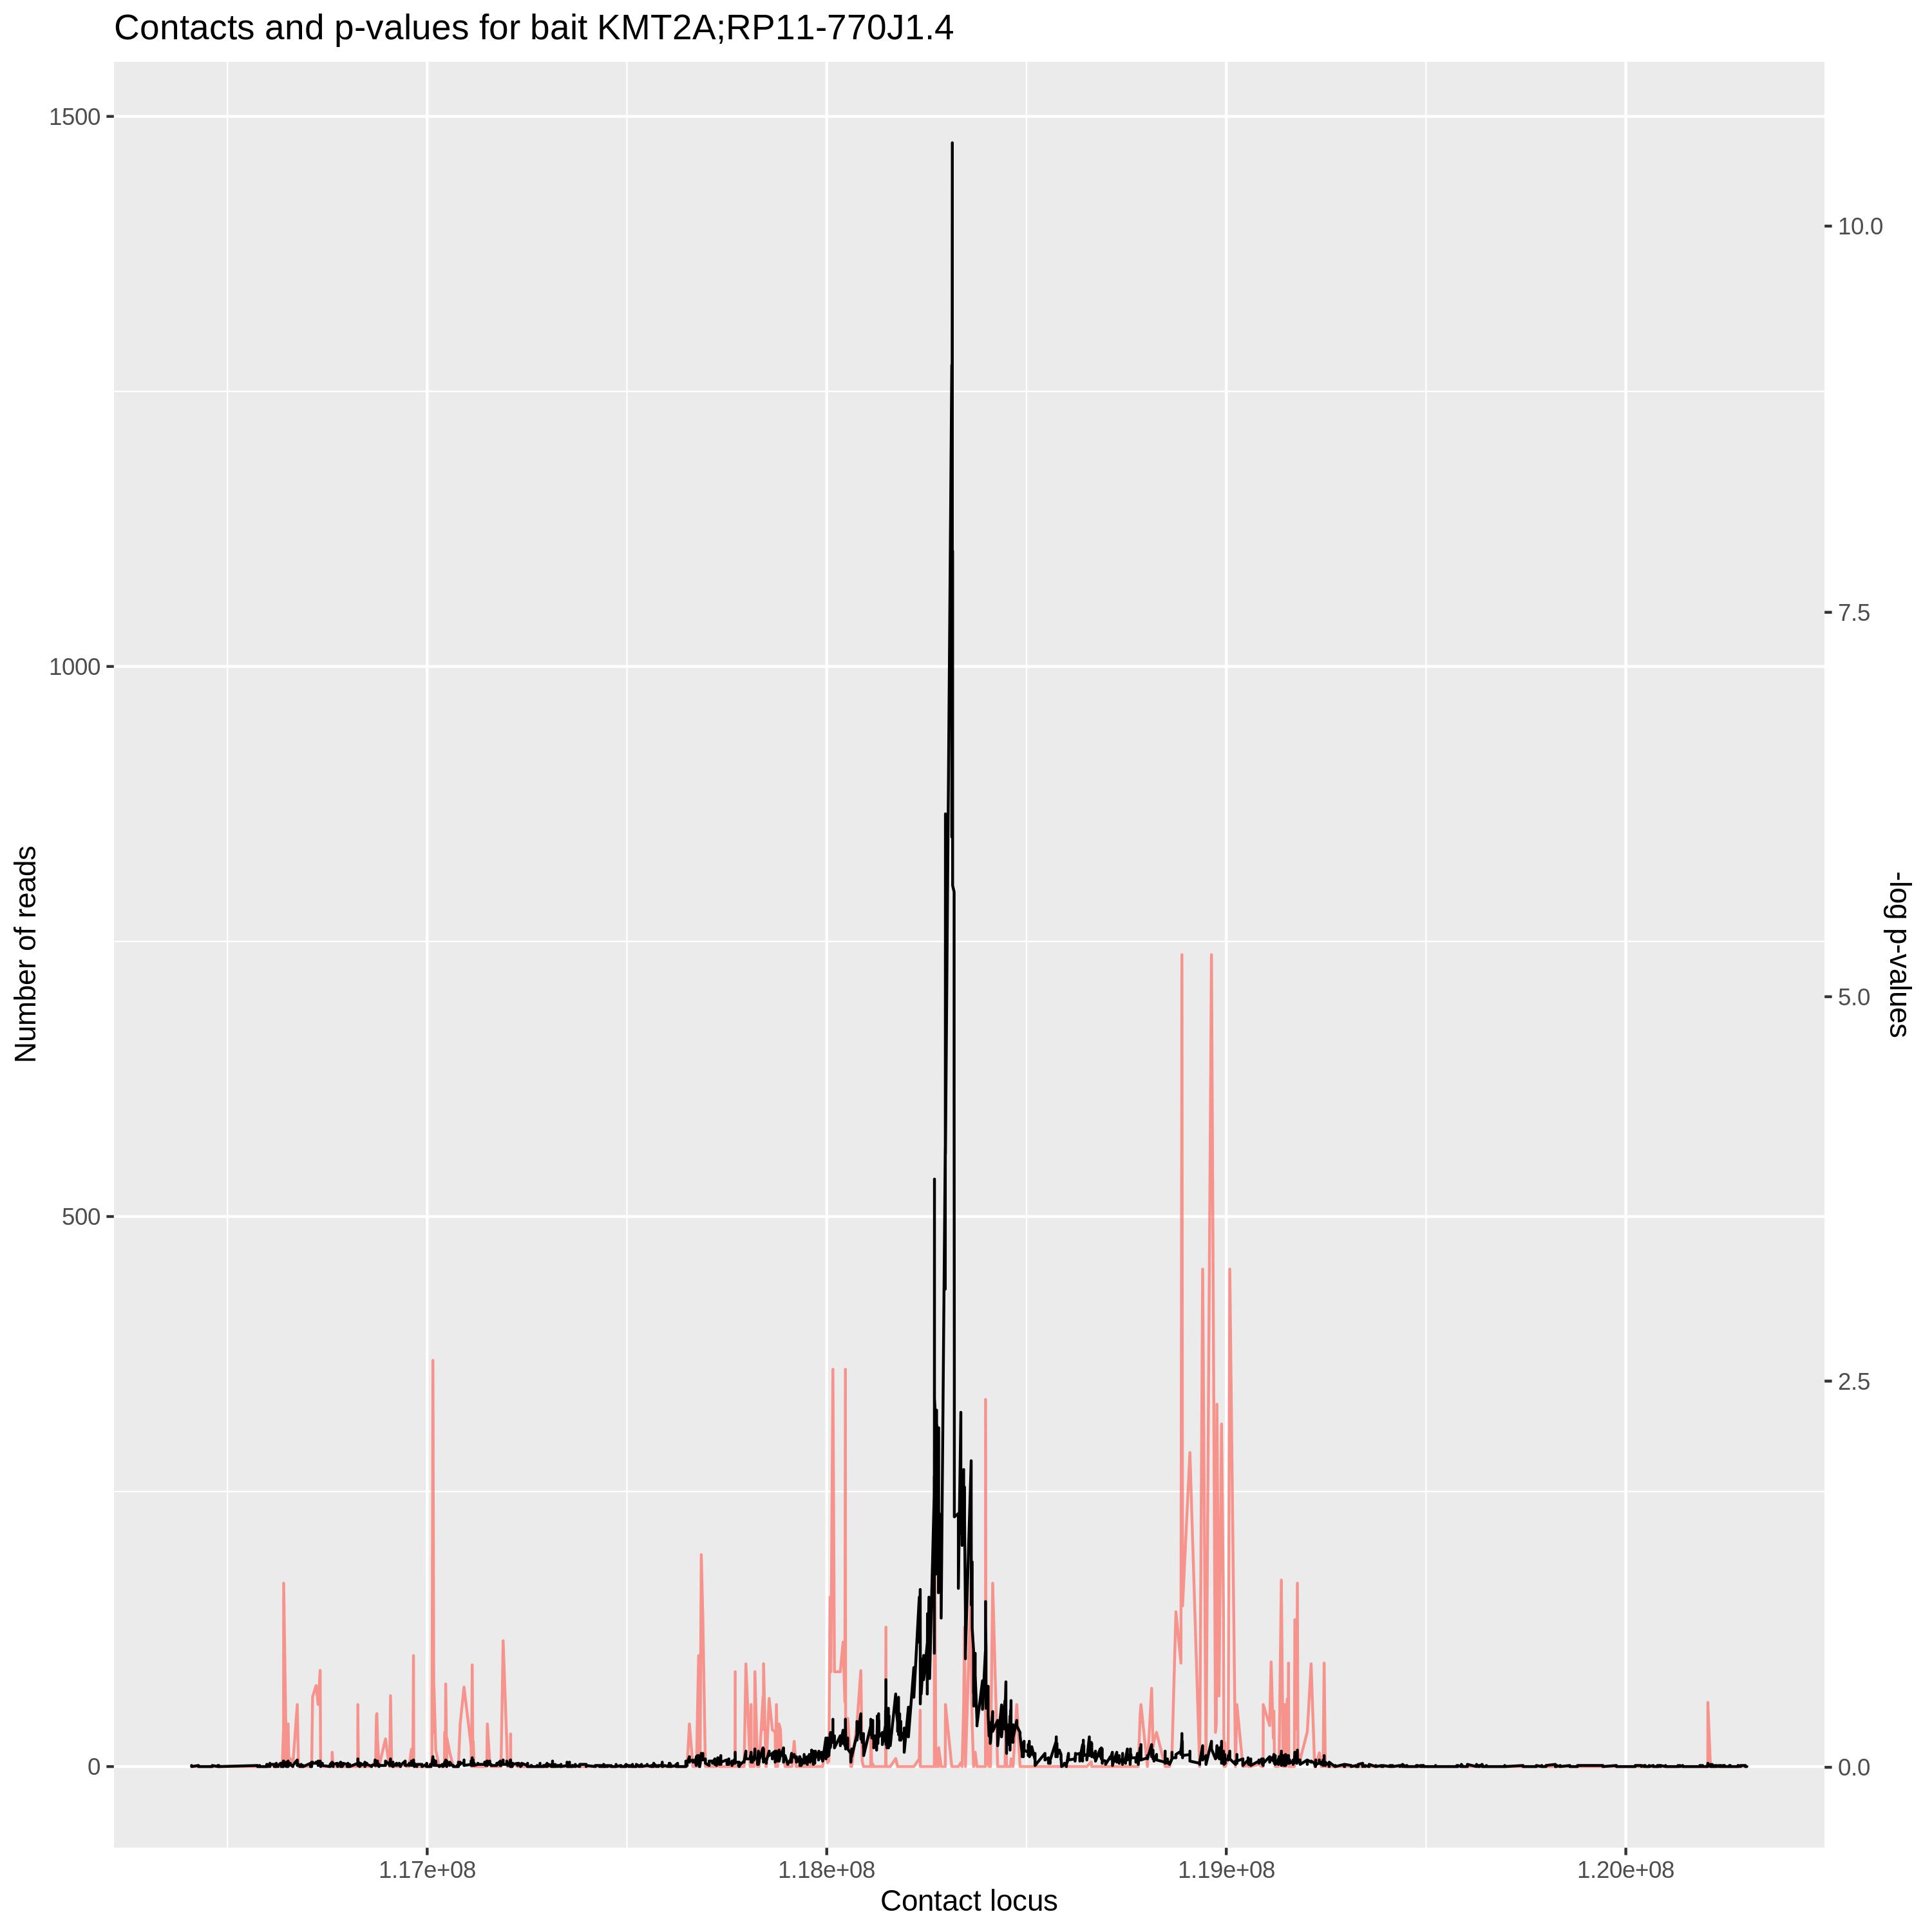 Contacts and p-values for bait KMT2A;RP11-770J1.4
1500
1000
500
0
Number of reads
10.0
7.5
5.0
2.5
0.0
-log p-values
1.17e+08
1.18e+08
1.19e+08
1.20e+08
Contact locus